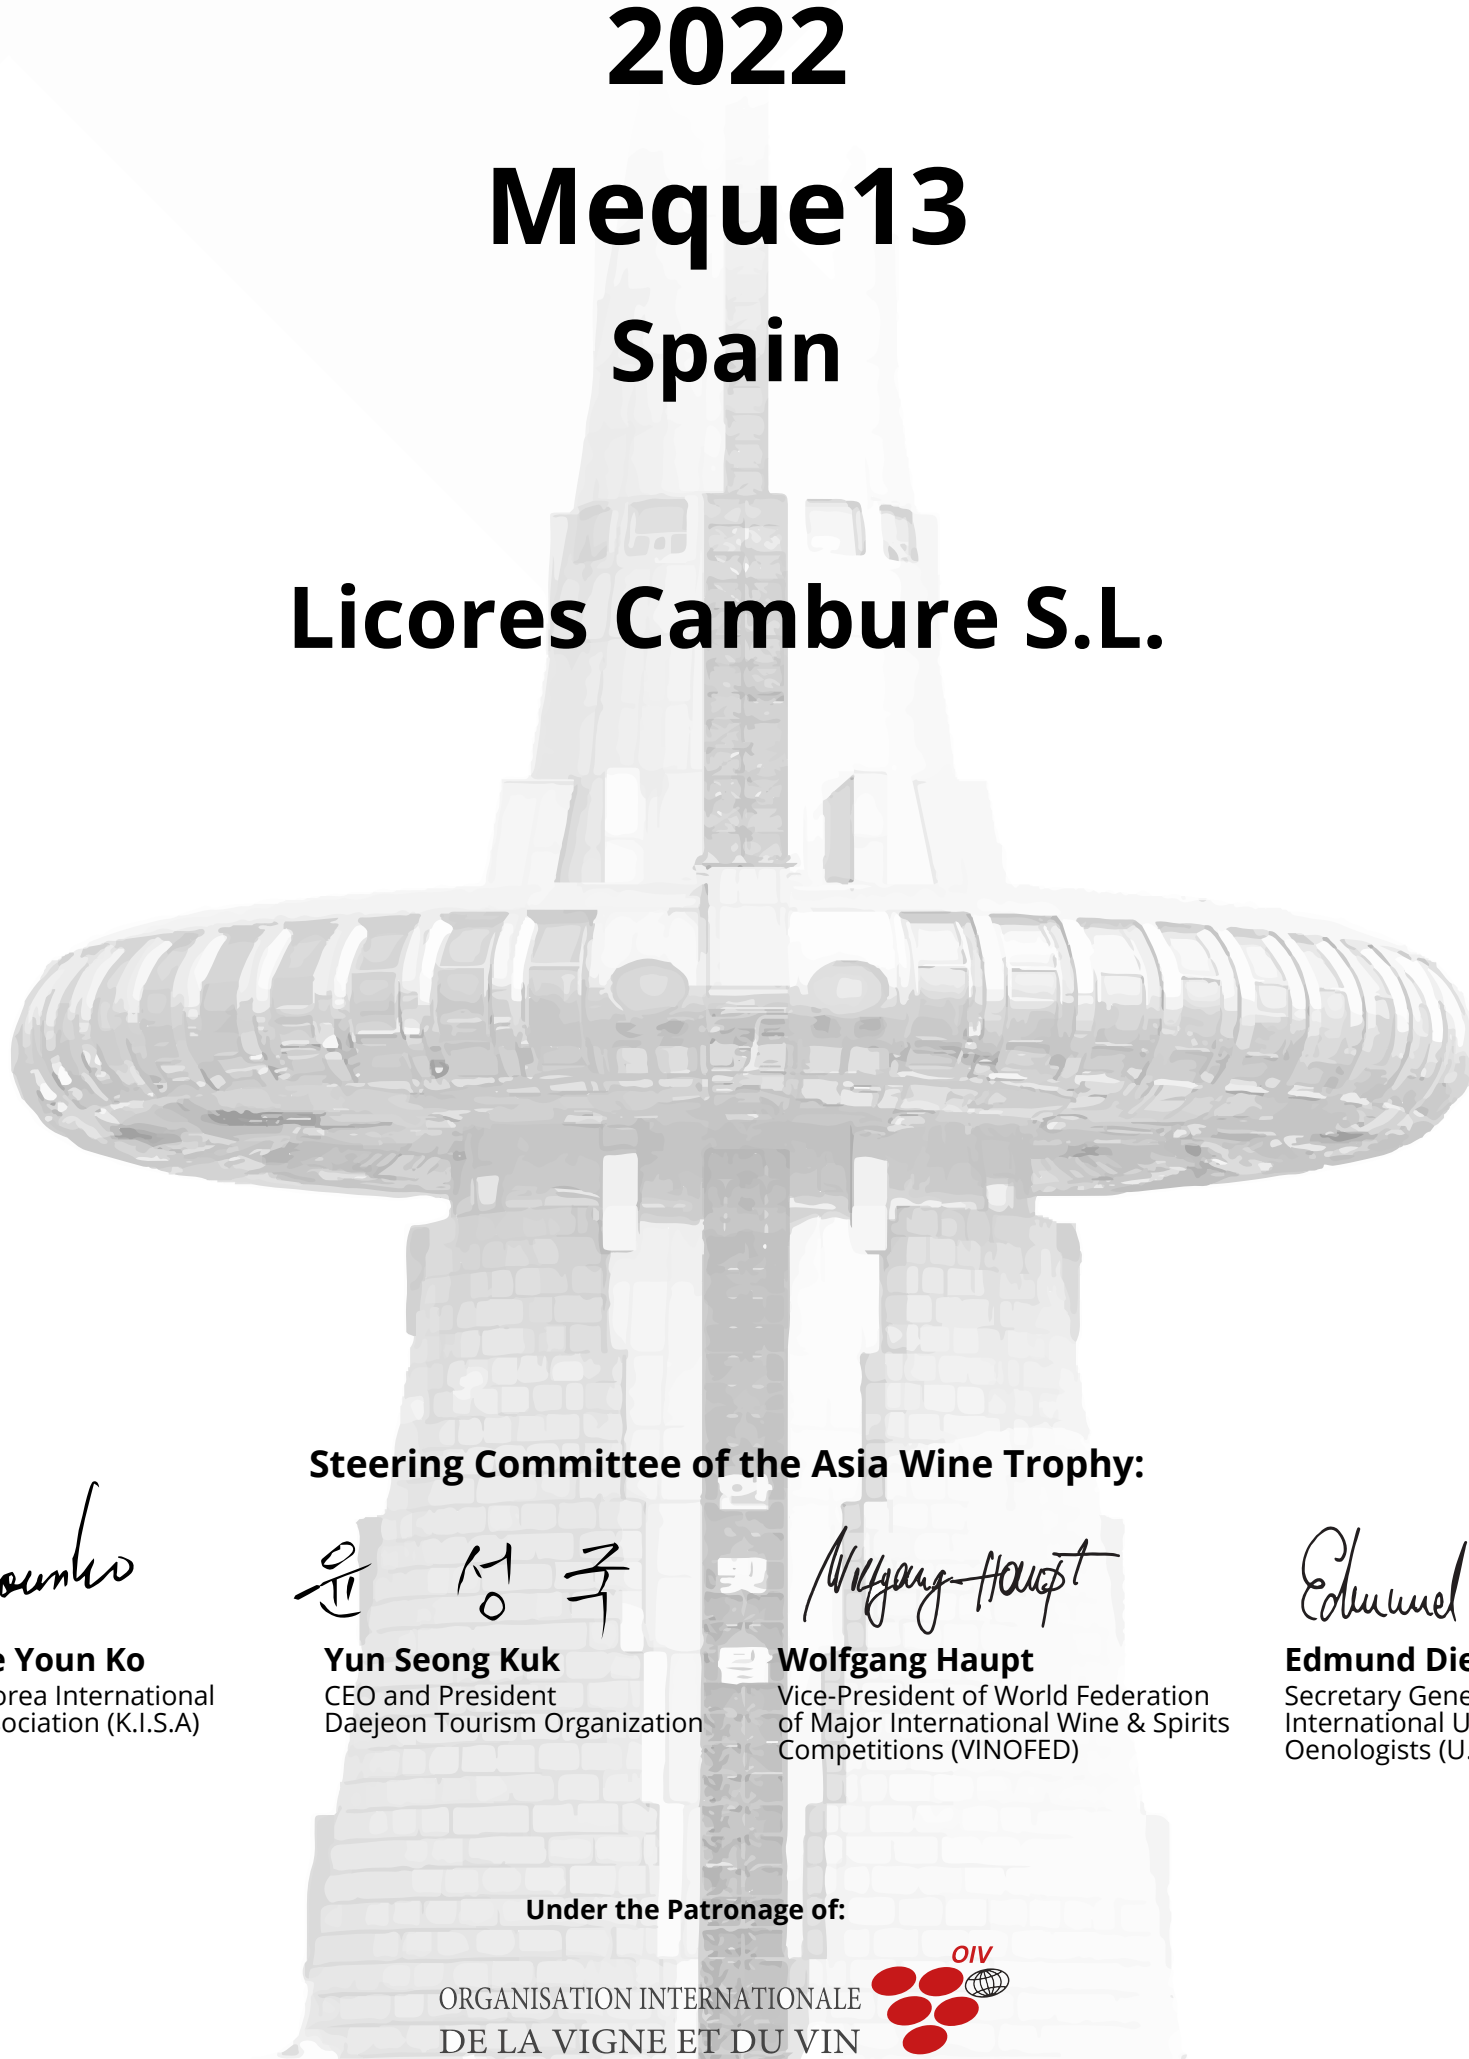 2022
Meque13
Spain
Licores Cambure S.L.
Steering Committee of the Asia Wine Trophy:
윤 성 국
Wolfgang Haupt
Edmund
Youn Ko
Yun Seong Kuk
Wolfgang Haupt
Edmund Die
orea International
CEO and President
Vice-President of World Federation
Secretary Gene
ociation (K.I.S.A)
Daejeon Tourism Organization
of Major International Wine & Spirits
International U
Competitions (VINOFED)
Oenologists (U.
Under the Patronage of:
OIV
ORGANISATION INTERNATIONALE
DE LA VIGNE ET DU VIN